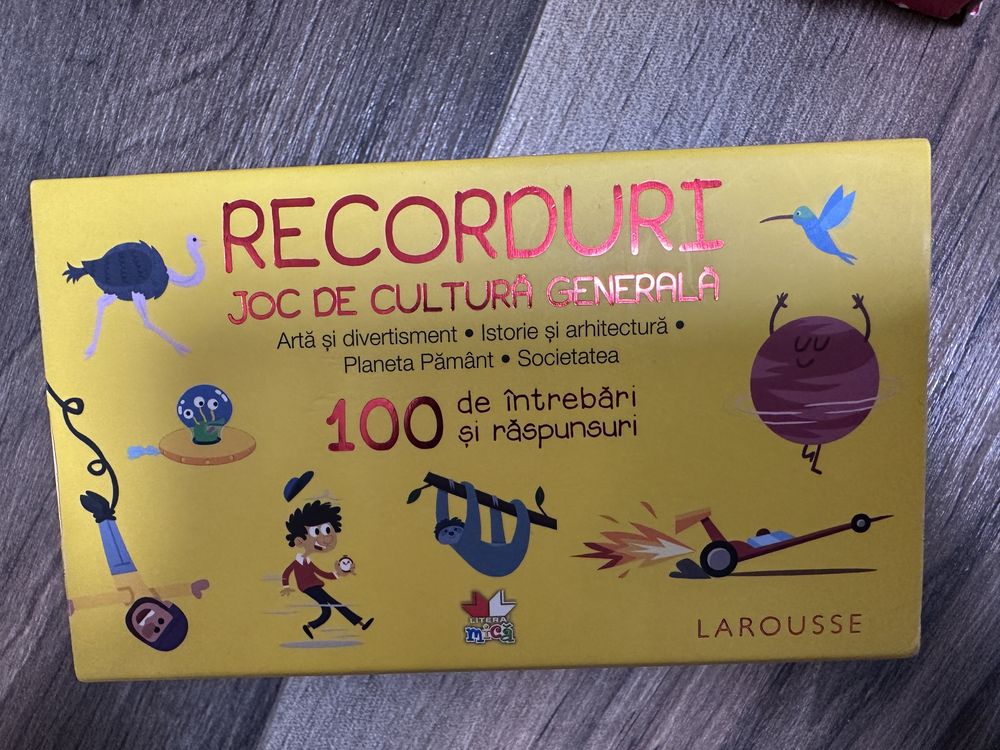 RECORDURI
JOC DE CULTURĂ GENERALĂ
Artă și divertisment • Istorie și arhitectură •
Planeta Pământ • Societatea
100 de întrebări
și răspunsuri
LITERA
mică
LAROUSSE